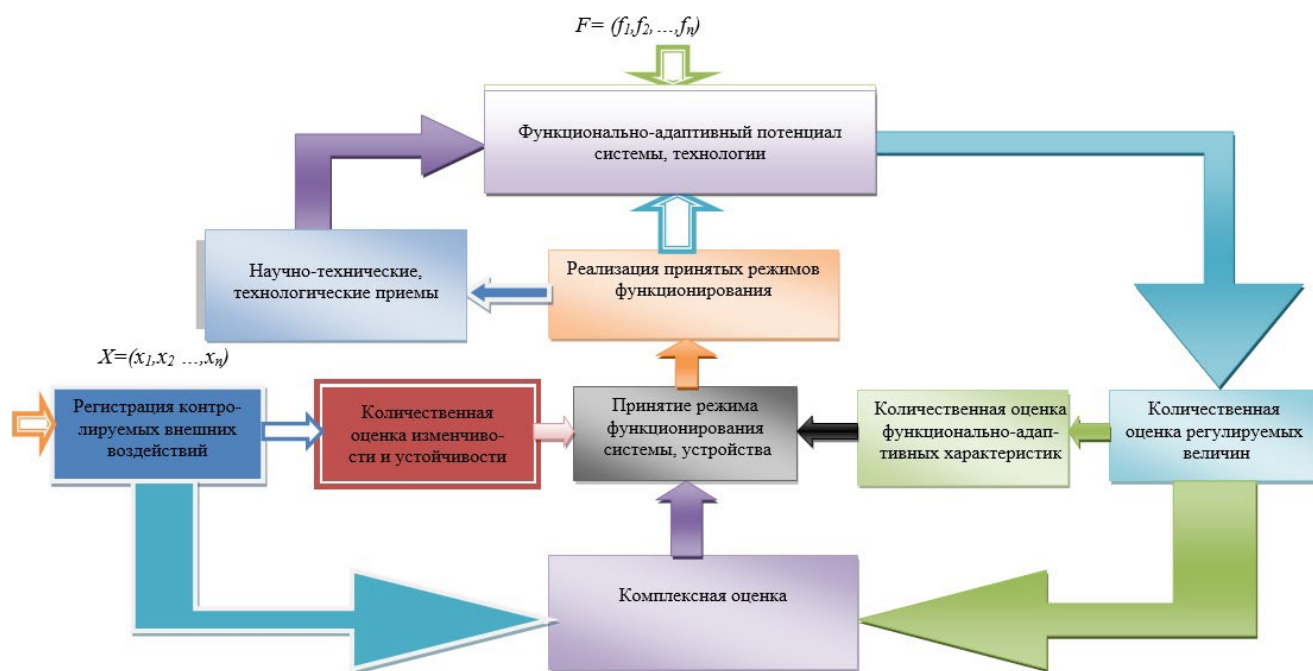 F= (f1,f2, ...,fn)
Функционально-адаптивный потенциал
системы, технологии
Научно-технические,
технологические приемы
Реализация принятых режимов
функционирования
X=(x1,x2 ...,xn)
Регистрация контро-
лируемых внешних
воздействий
Количественная
оценка изменчиво-
сти и устойчивости
Принятие режима
функционирования
системы, устройства
Количественная оценка
функционально-адап-
тивных характеристик
Количественная
оценка регулируемых
величин
Комплексная оценка